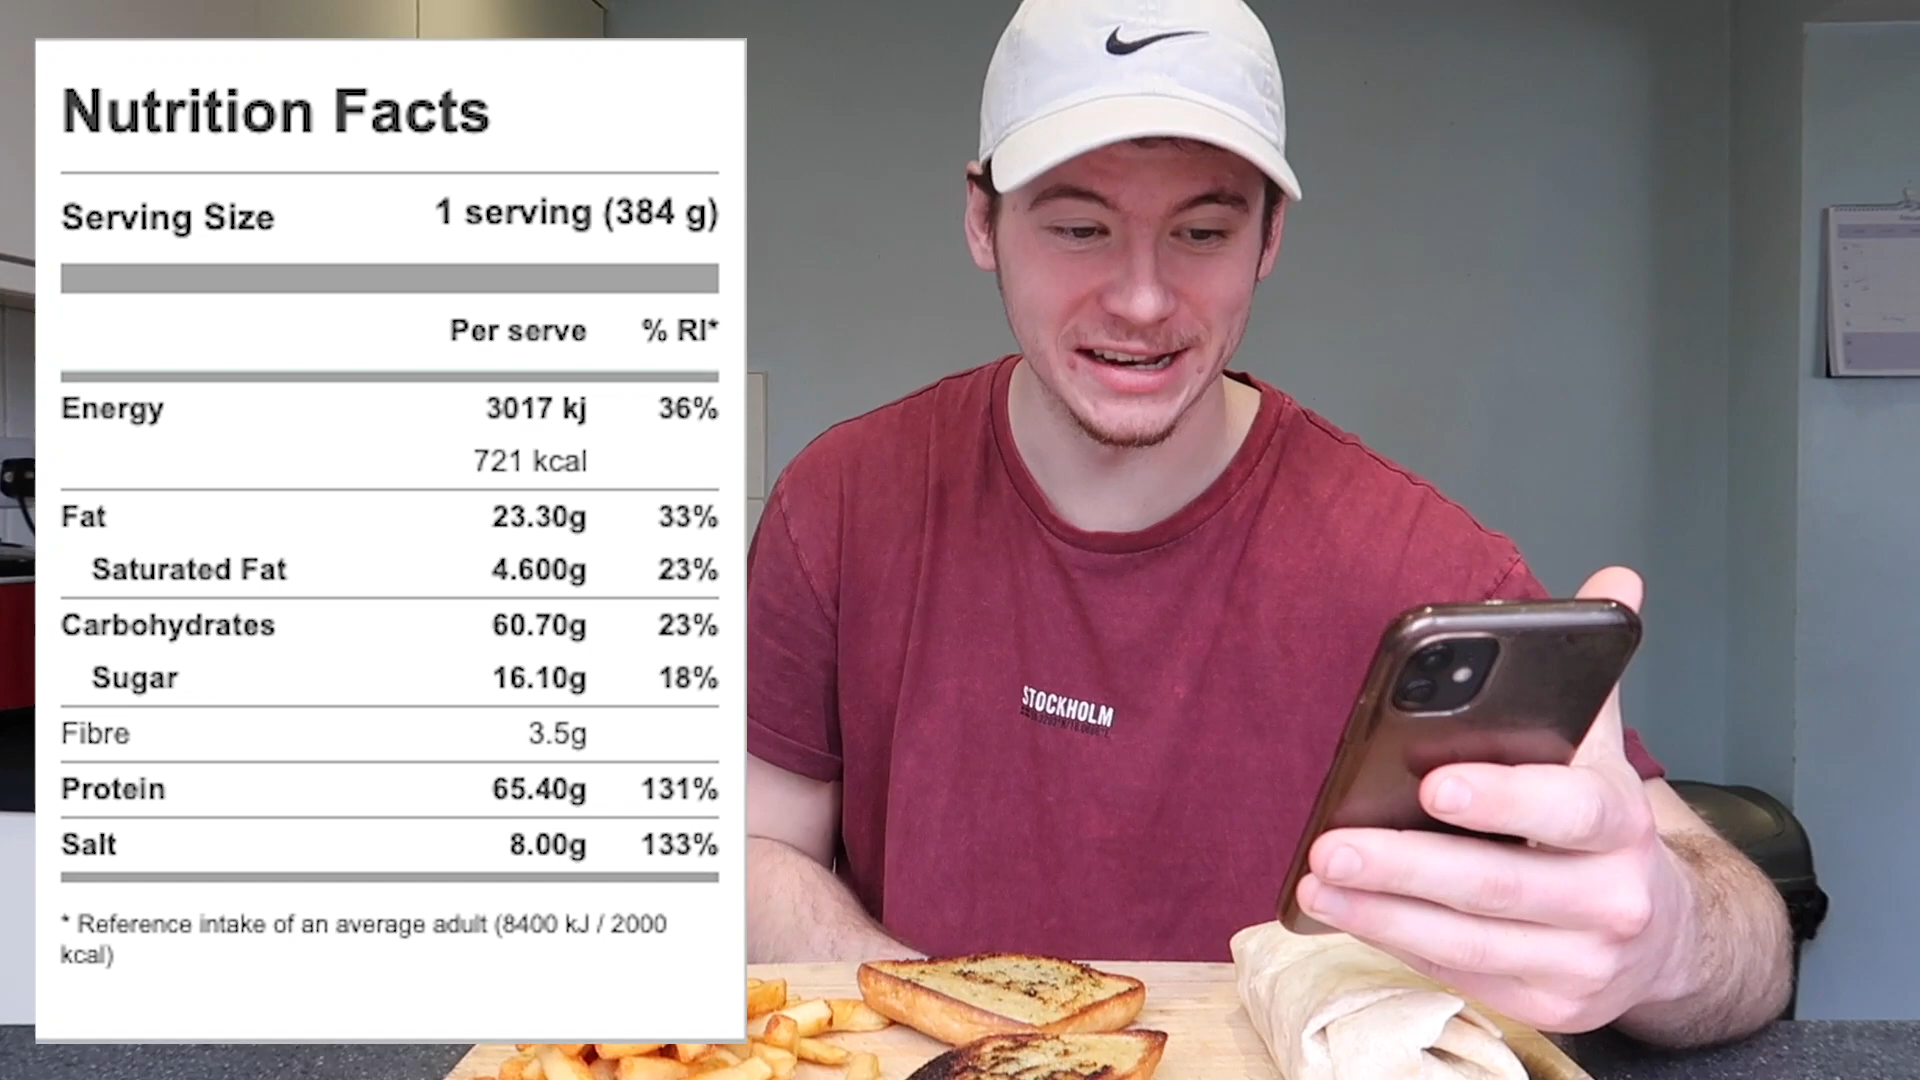 Nutrition Facts
Serving Size 1 serving (384 g)
Per serve % RI*
Energy 3017 kj 36%
721 kcal
Fat 23.30g 33%
Saturated Fat 4.600g 23%
Carbohydrates 60.70g 23%
Sugar 16.10g 18%
Fibre 3.5g
Protein 65.40g 131%
Salt 8.00g 133%
* Reference intake of an average adult (8400 kJ / 2000
kcal)
STOCKHOLM